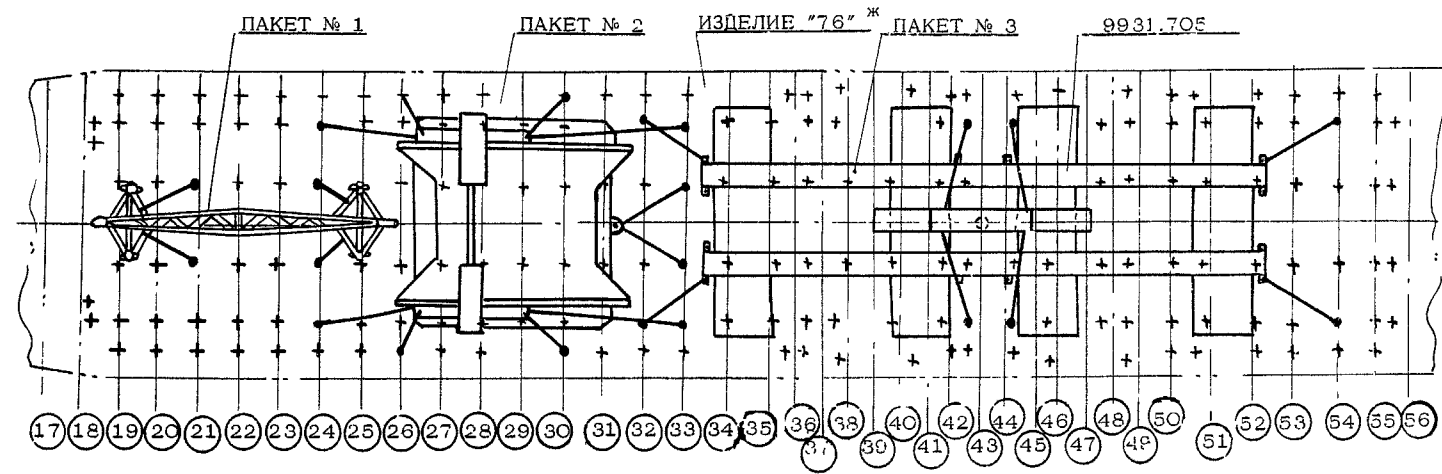 ПАКЕТ № 1
ПАКЕТ № 2
ИЗДЕЛИЕ "76" ж
ПАКЕТ № 3
9931.705
17 18 19 20 21 22 23 24 25 26 27 28 29 30 31 32 33 34 35 36 37 38 39 40 41 42 43 44 45 46 47 48 49 50 51 52 53 54 55 56